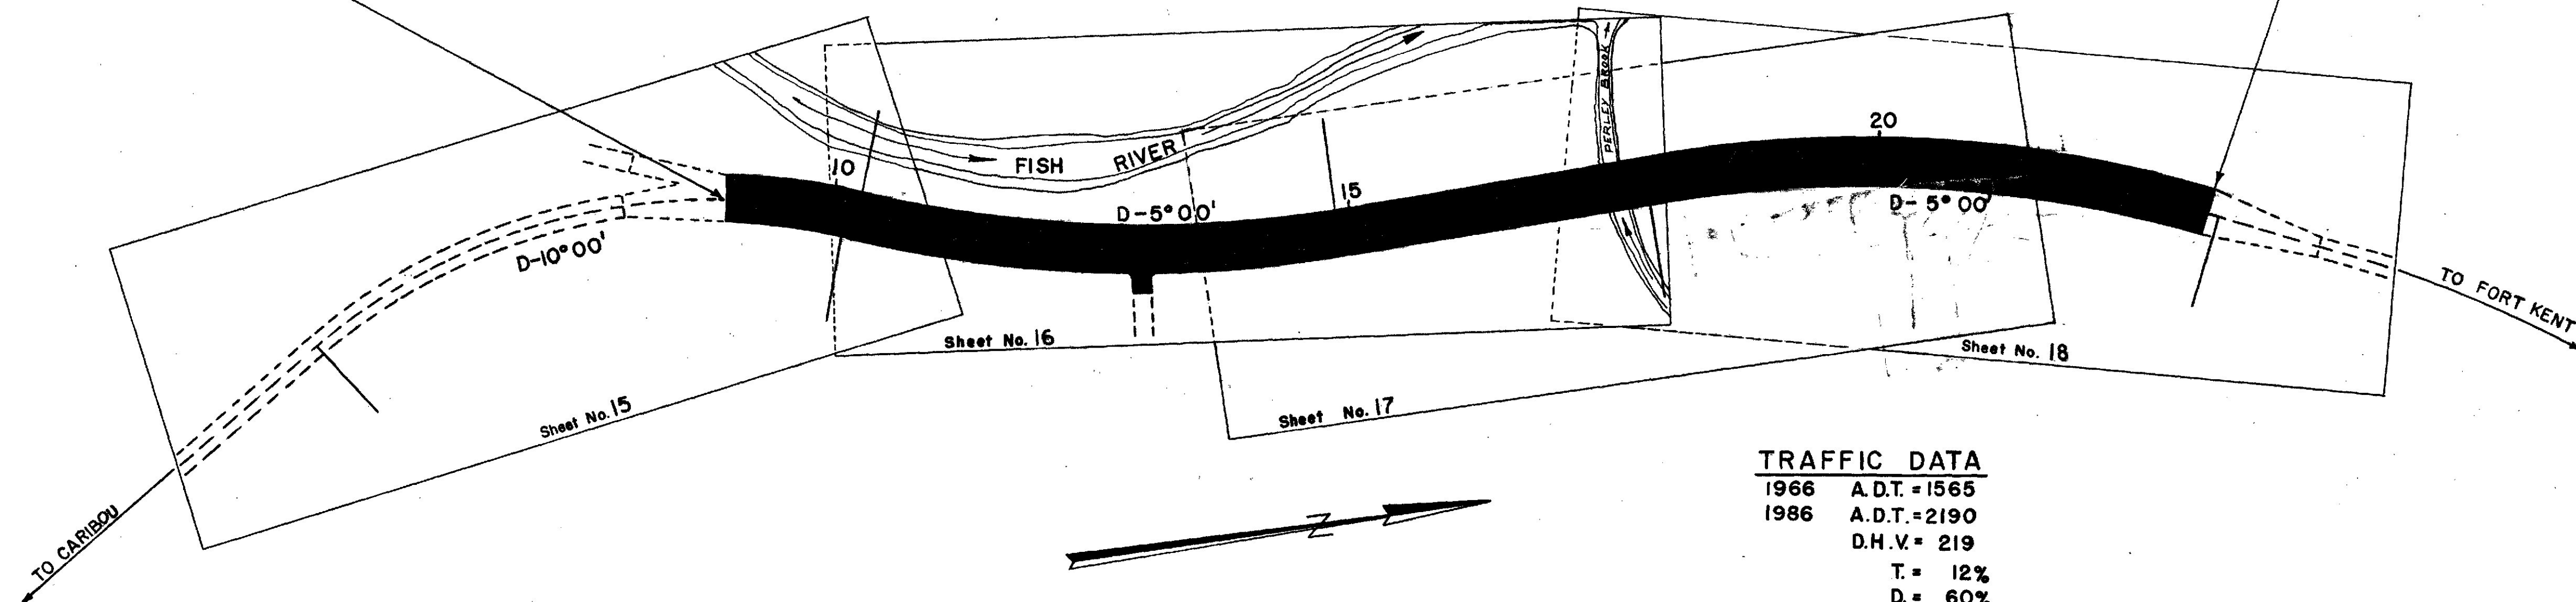 PERLEY BROOK
20
10
FISH RIVER
15
D-5°00'
D-5°00'
D-10°00'
TO FORT KENT
Sheet No. 16
Sheet No. 18
Sheet No. 15
Sheet No. 17
TO CARIBOU
N
TRAFFIC DATA
1966 A.D.T. = 1565
1986 A.D.T. = 2190
D.H.V. = 219
T. = 12%
D. = 60%